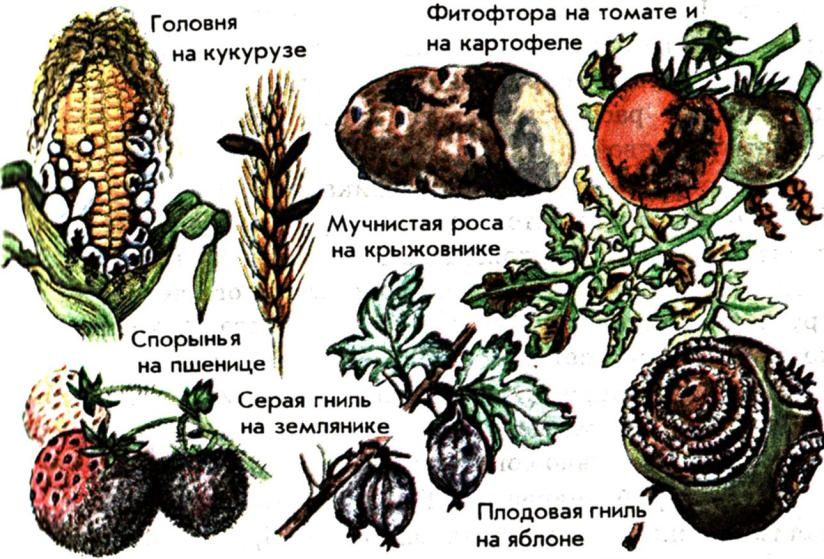 Головня
на кукурузе
Фитофтора на томате и
на картофеле
Мучнистая роса
на крыжовнике
Спорынья
на пшенице
Серая гниль
на землянике
Плодовая гниль
на яблоне